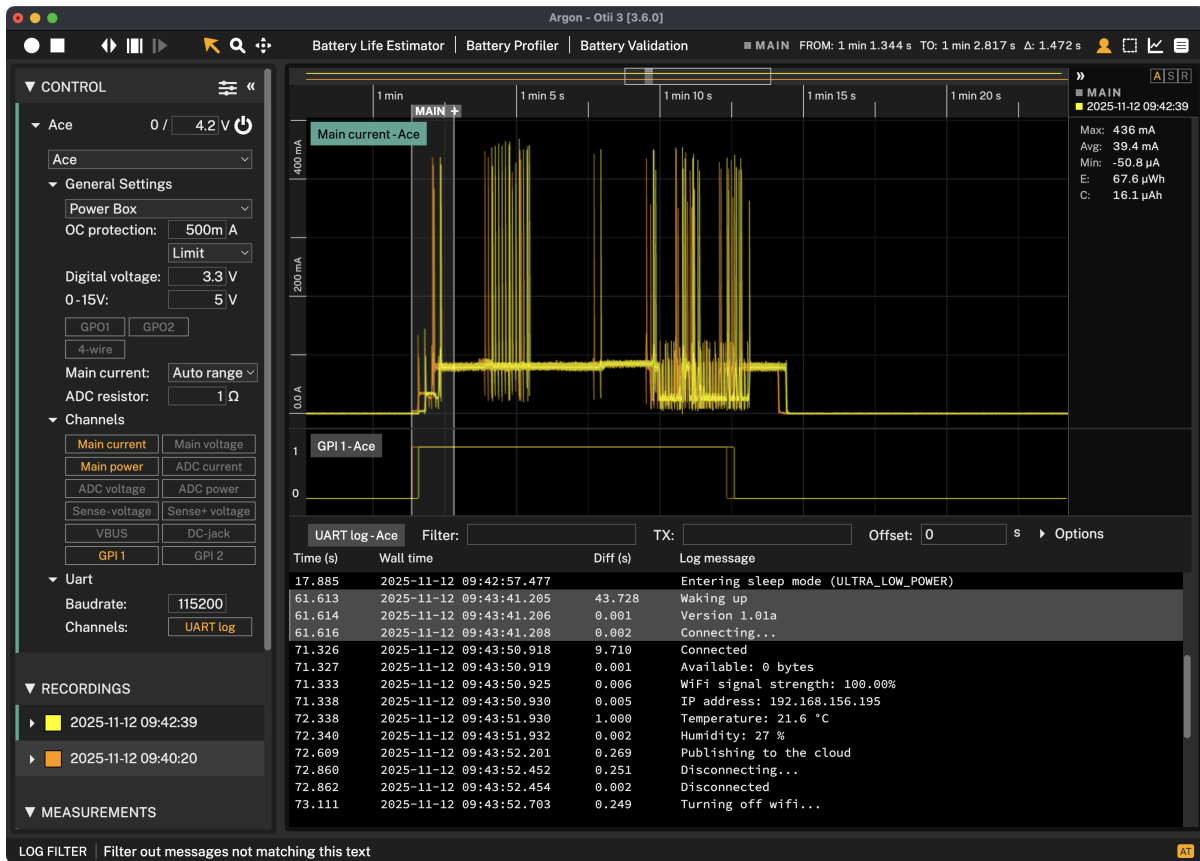 Argon - Otii 3 [3.6.0]
Battery Life Estimator | Battery Profiler | Battery Validation
MAIN FROM: 1 min 1.344 s TO: 1 min 2.817 s Δ: 1.472 s
CONTROL
Ace 0 / 4.2 V
Ace
General Settings
Power Box
OC protection: 500m A
Limit
Digital voltage: 3.3 V
0-15V: 5 V
GPO1 GPO2
4-wire
Main current: Auto range
ADC resistor: 1 Ω
Channels
Main current Main voltage
Main power ADC current
ADC voltage ADC power
Sense-voltage Sense+ voltage
VBUS DC-jack
GPI 1 GPI 2
Uart
Baudrate: 115200
Channels: UART log
RECORDINGS
2025-11-12 09:42:39
2025-11-12 09:40:20
MEASUREMENTS
1 min 1 min 5 s 1 min 10 s 1 min 15 s 1 min 20 s
MAIN +
Main current - Ace
400 mA
200 mA
0.0 A
GPI 1 - Ace
1
0
A S R
MAIN
2025-11-12 09:42:39
Max: 436 mA
Avg: 39.4 mA
Min: -50.8 µA
E: 67.6 µWh
C: 16.1 µAh
UART log - Ace Filter: TX: Offset: 0 s Options
Time (s) Wall time Diff (s) Log message
17.885 2025-11-12 09:42:57.477 Entering sleep mode (ULTRA_LOW_POWER)
61.613 2025-11-12 09:43:41.205 43.728 Waking up
61.614 2025-11-12 09:43:41.206 0.001 Version 1.01a
61.616 2025-11-12 09:43:41.208 0.002 Connecting...
71.326 2025-11-12 09:43:50.918 9.710 Connected
71.327 2025-11-12 09:43:50.919 0.001 Available: 0 bytes
71.333 2025-11-12 09:43:50.925 0.006 WiFi signal strength: 100.00%
71.338 2025-11-12 09:43:50.930 0.005 IP address: 192.168.156.195
72.338 2025-11-12 09:43:51.930 1.000 Temperature: 21.6 °C
72.340 2025-11-12 09:43:51.932 0.002 Humidity: 27 %
72.609 2025-11-12 09:43:52.201 0.269 Publishing to the cloud
72.860 2025-11-12 09:43:52.452 0.251 Disconnecting...
72.862 2025-11-12 09:43:52.454 0.002 Disconnected
73.111 2025-11-12 09:43:52.703 0.249 Turning off wifi...
LOG FILTER | Filter out messages not matching this text
AT